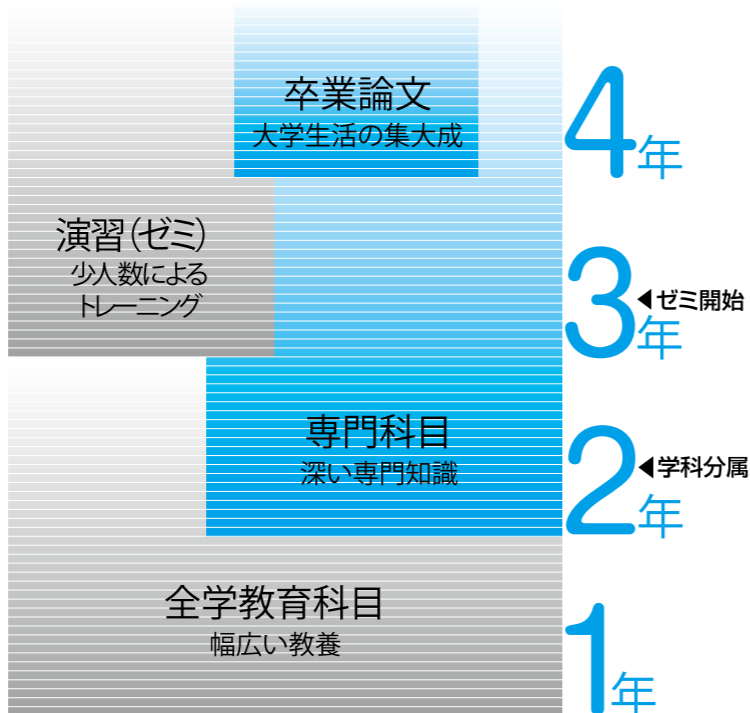 卒業論文
大学生活の集大成
4年
演習(ゼミ)
少人数による
トレーニング
3年
◀ゼミ開始
専門科目
深い専門知識
2年
◀学科分属
全学教育科目
幅広い教養
1年